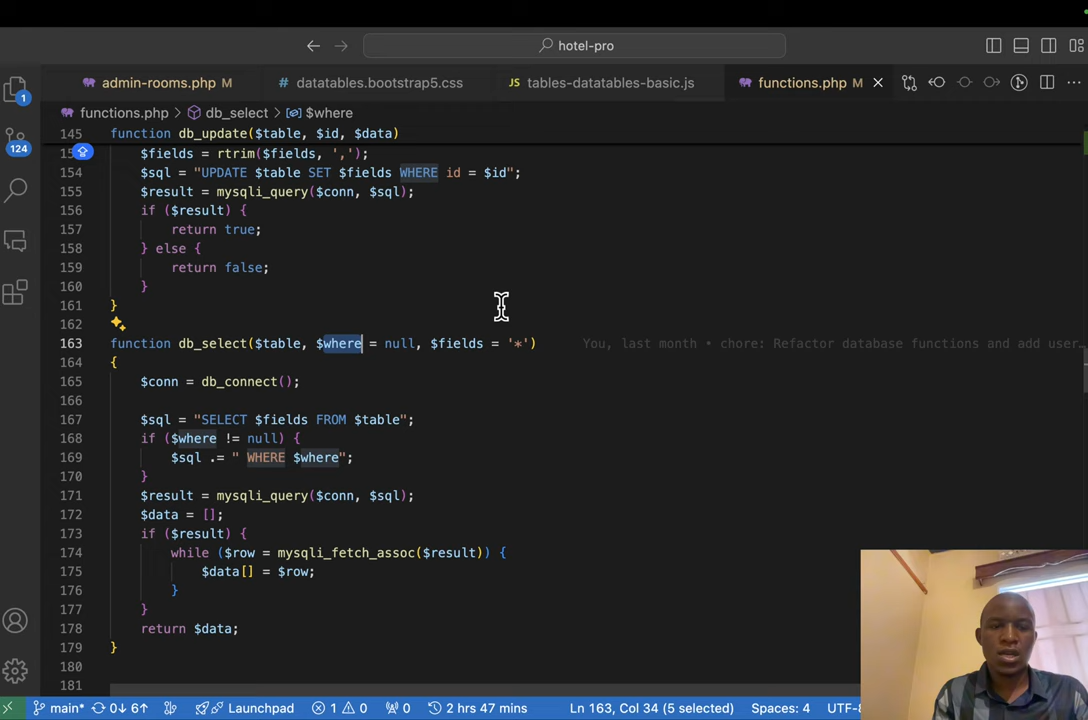 hotel-pro
admin-rooms.php M
datatables.bootstrap5.css
JS tables-datatables-basic.js
functions.php M
functions.php > db_select > $where
1
124
145 function db_update($table, $id, $data)
$fields = rtrim($fields, ',');
154 $sql = "UPDATE $table SET $fields WHERE id = $id";
155 $result = mysqli_query($conn, $sql);
156 if ($result) {
157 return true;
158 } else {
159 return false;
160 }
161 }
162
163 function db_select($table, $where = null, $fields = '*') You, last month • chore: Refactor database functions and add user
164 {
165 $conn = db_connect();
166
167 $sql = "SELECT $fields FROM $table";
168 if ($where != null) {
169 $sql .= " WHERE $where";
170 }
171 $result = mysqli_query($conn, $sql);
172 $data = [];
173 if ($result) {
174 while ($row = mysqli_fetch_assoc($result)) {
175 $data[] = $row;
176 }
177 }
178 return $data;
179 }
180
181
main* 0↓ 6↑ Launchpad 1 0 0 2 hrs 47 mins Ln 163, Col 34 (5 selected) Spaces: 4 UTF-8